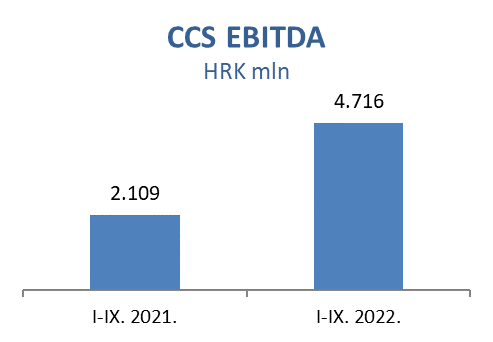 CCS EBITDA
HRK mln
4.716
2.109
I-IX. 2021.
I-IX. 2022.